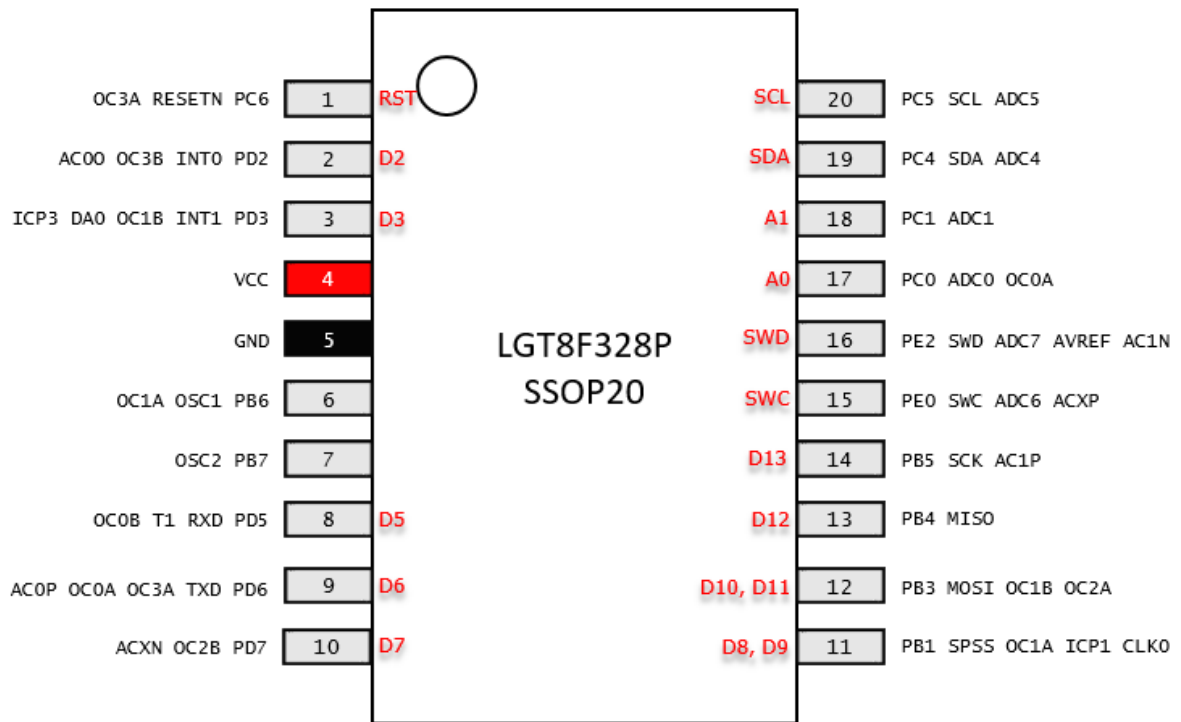 OC3A RESETN PC6 1 RST SCL 20 PC5 SCL ADC5
AC0O OC3B INT0 PD2 2 D2 SDA 19 PC4 SDA ADC4
ICP3 DAO OC1B INT1 PD3 3 D3 A1 18 PC1 ADC1
VCC 4 A0 17 PC0 ADC0 OC0A
GND 5 SWD 16 PE2 SWD ADC7 AVREF AC1N
LGT8F328P
SSOP20
OC1A OSC1 PB6 6 SWC 15 PE0 SWC ADC6 ACXP
OSC2 PB7 7 D13 14 PB5 SCK AC1P
OC0B T1 RXD PD5 8 D5 D12 13 PB4 MISO
AC0P OC0A OC3A TXD PD6 9 D6 D10, D11 12 PB3 MOSI OC1B OC2A
ACXN OC2B PD7 10 D7 D8, D9 11 PB1 SPSS OC1A ICP1 CLKO